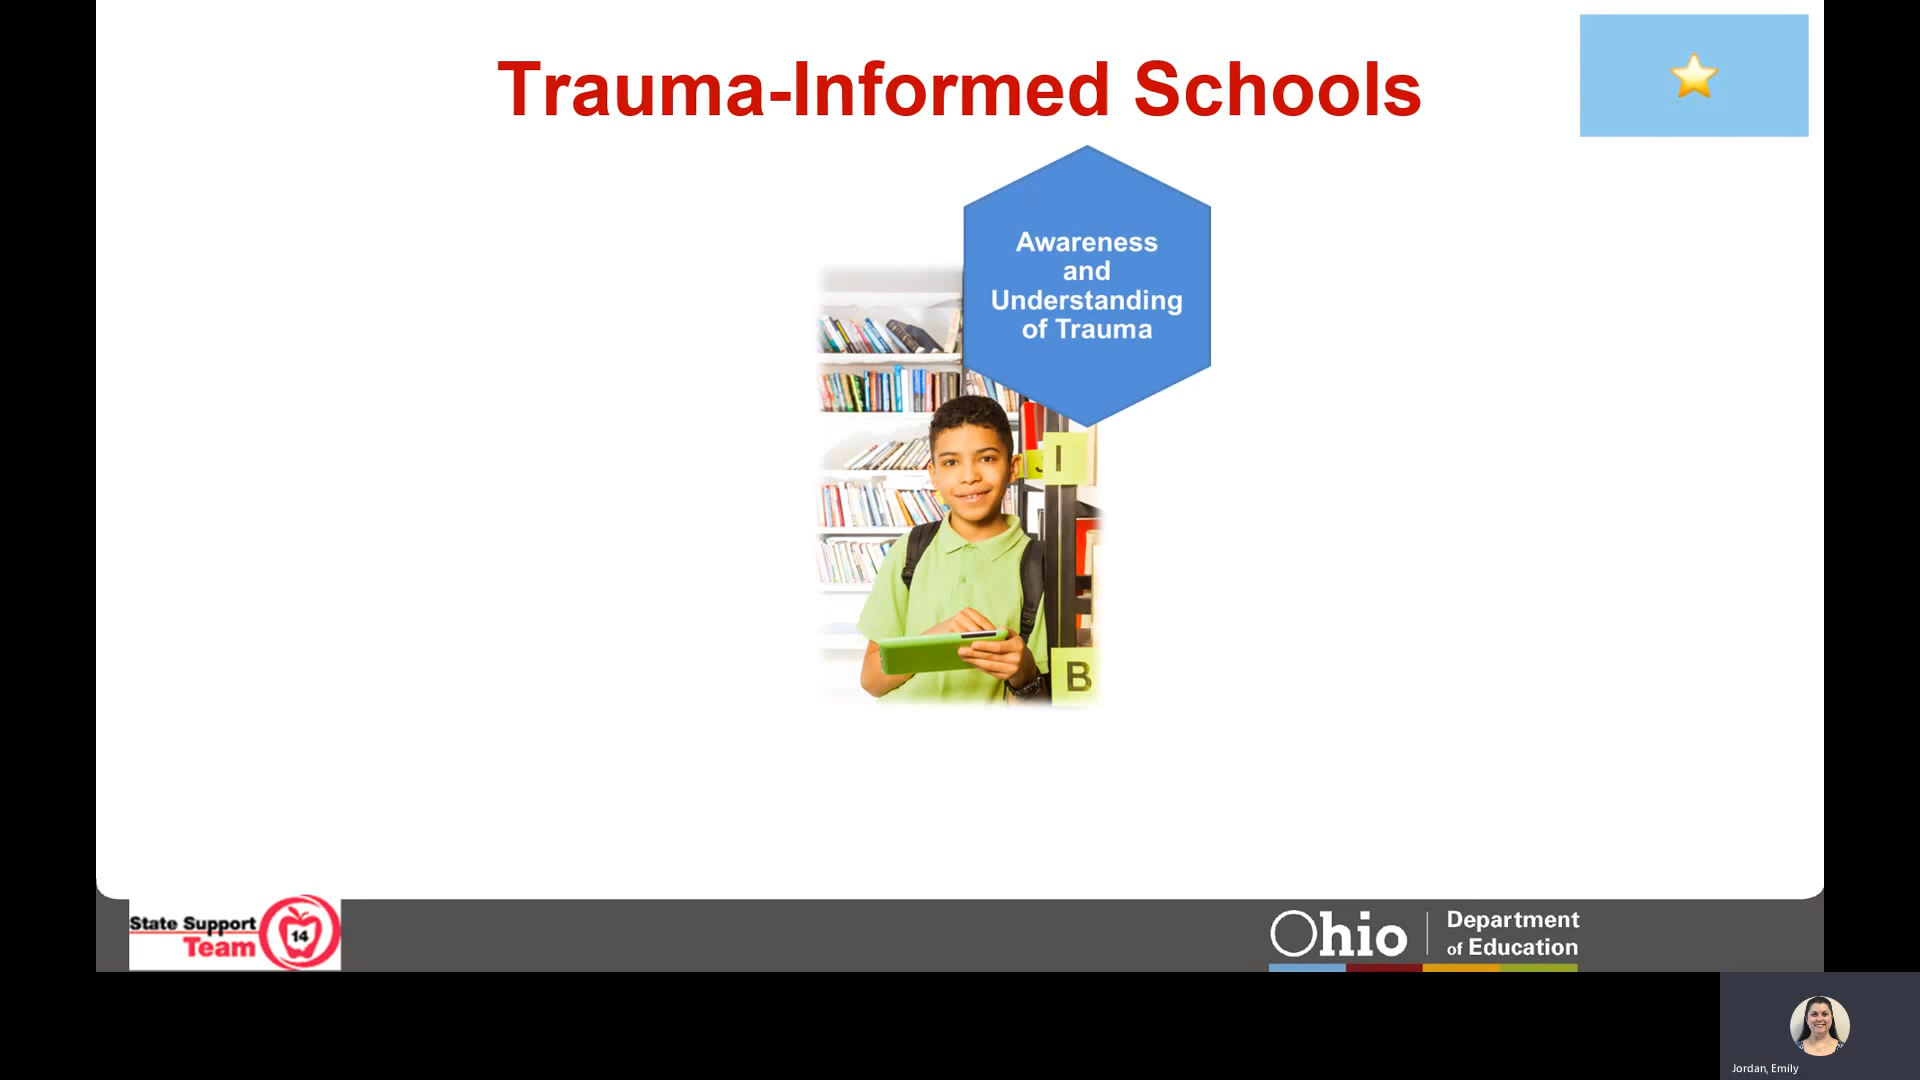 Trauma-Informed Schools
Awareness
and
Understanding
of Trauma
I
B
State Support
Team
14
Ohio
Department
of Education
Jordan, Emily